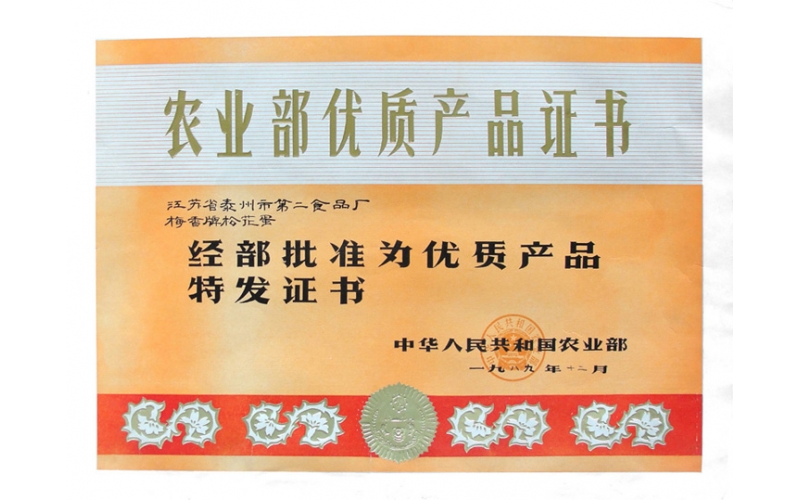 农业部优质产品证书
江苏省泰州市第二食品厂
梅香牌松花蛋
经部批准为优质产品
特发证书
中华人民共和国农业部
一九八九年十二月